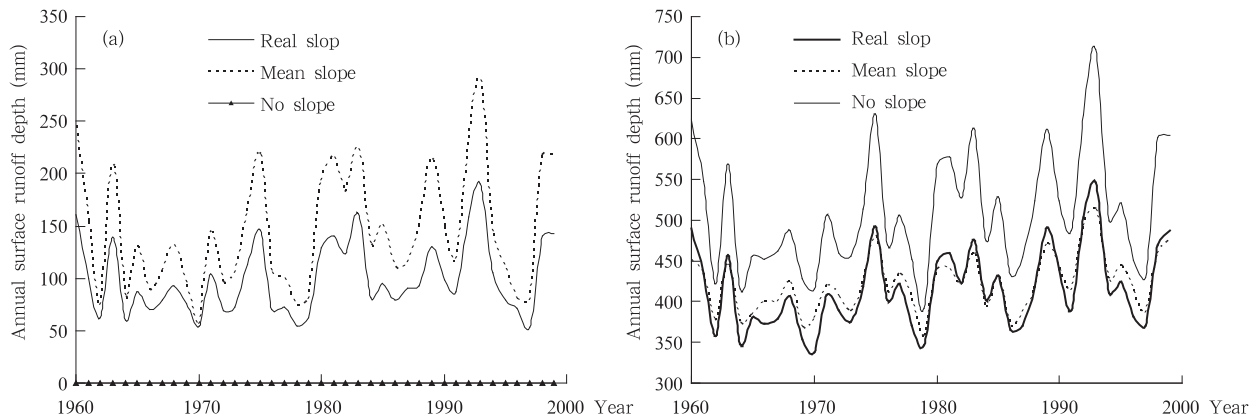 Annual surface runoff depth (mm)
350
300
250
200
150
100
50
0
(a)
Real slop
Mean slope
No slope
1960 1970 1980 1990 2000 Year
Annual surface runoff depth (mm)
750
700
750
650
600
550
500
450
400
350
300
(b)
Real slop
Mean slope
No slope
1960 1970 1980 1990 2000 Year